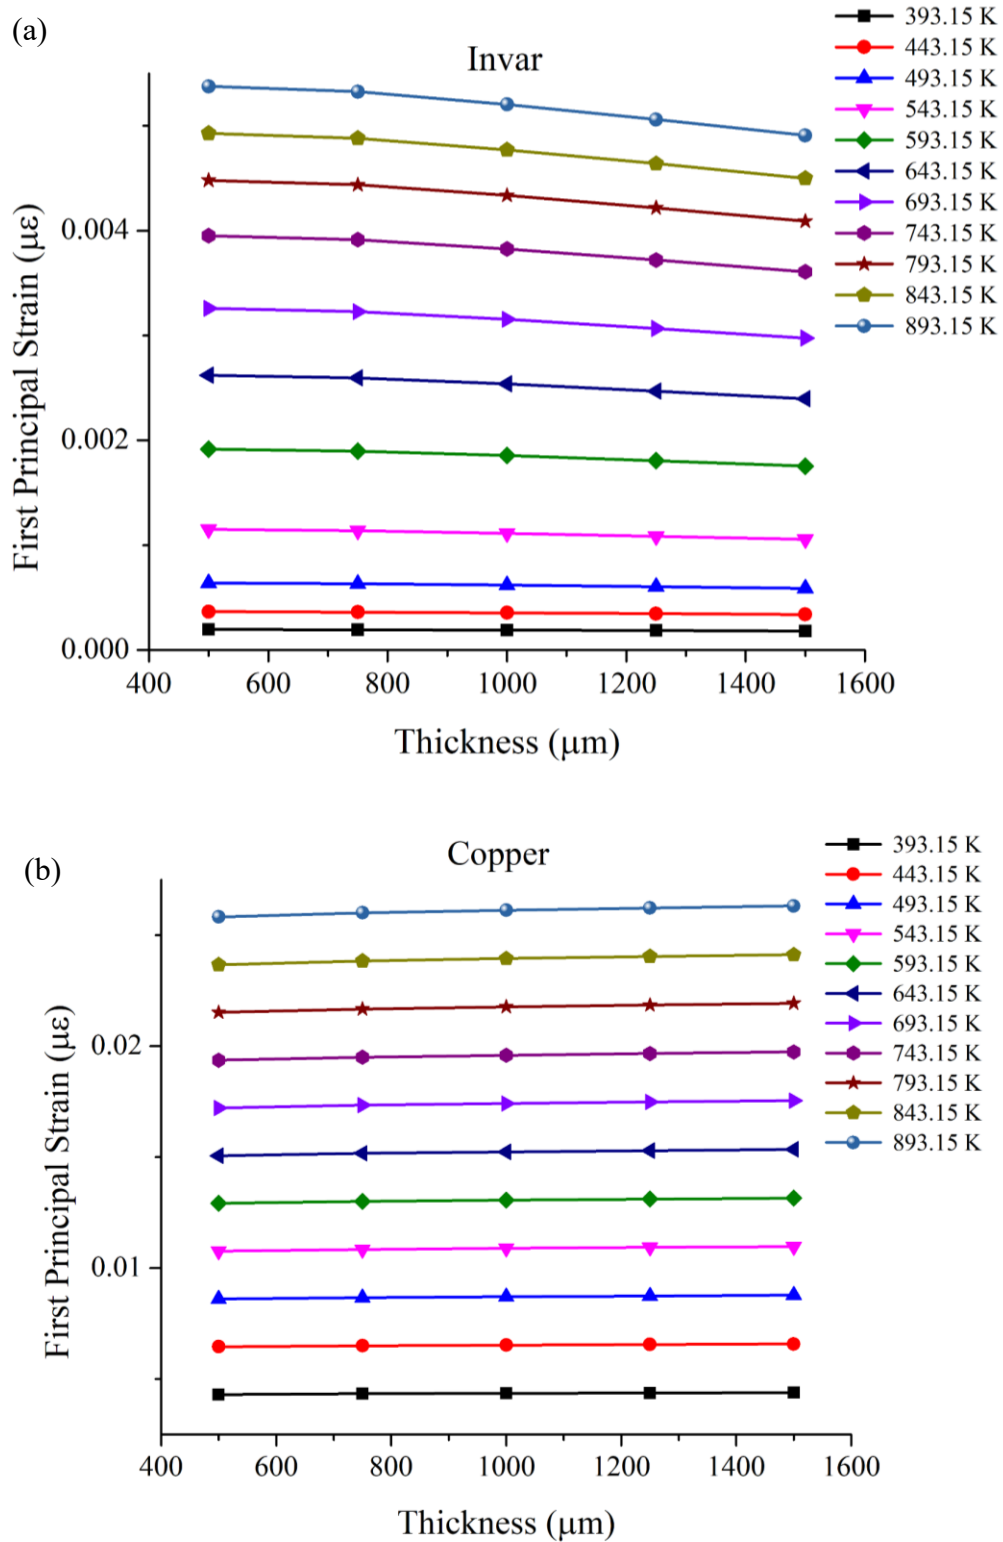 (a)
Invar
393.15 K
443.15 K
493.15 K
543.15 K
593.15 K
643.15 K
693.15 K
743.15 K
793.15 K
843.15 K
893.15 K
First Principal Strain (με)
0.004
0.002
0.000
400 600 800 1000 1200 1400 1600
Thickness (μm)
(b)
Copper
393.15 K
443.15 K
493.15 K
543.15 K
593.15 K
643.15 K
693.15 K
743.15 K
793.15 K
843.15 K
893.15 K
First Principal Strain (με)
0.02
0.01
400 600 800 1000 1200 1400 1600
Thickness (μm)